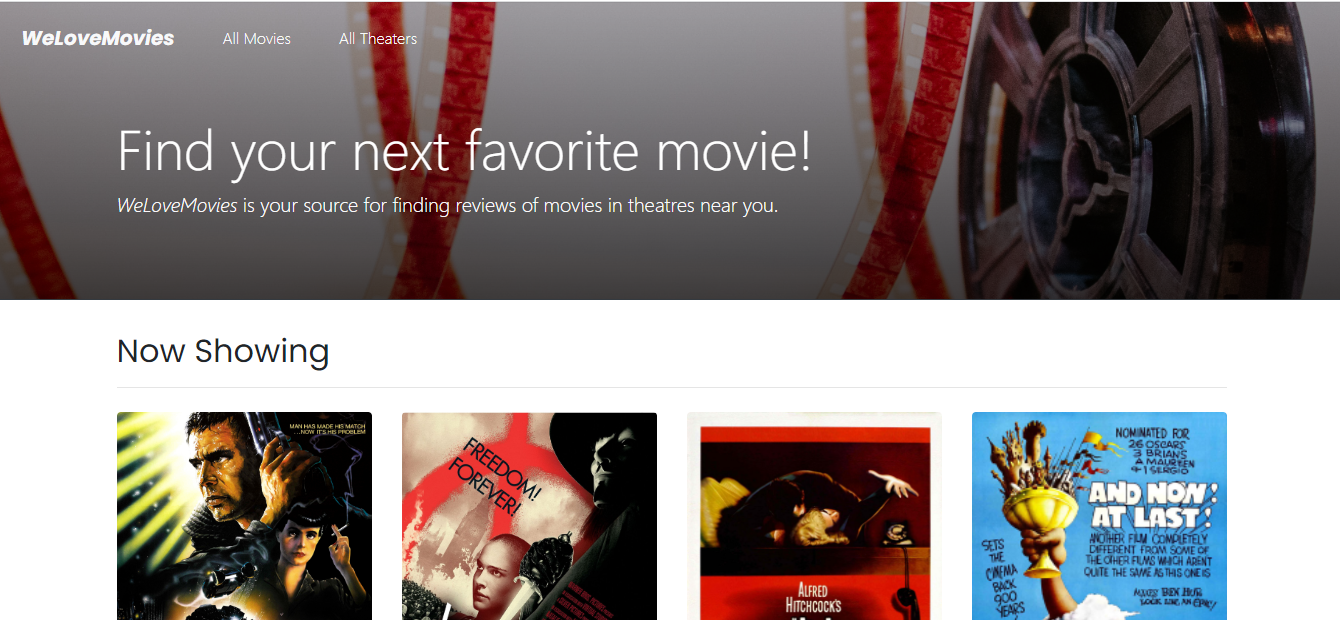 WeLoveMovies All Movies All Theaters
Find your next favorite movie!
WeLoveMovies is your source for finding reviews of movies in theatres near you.
Now Showing
MAN HAS MADE HIS MATCH
...NOW IT'S HIS PROBLEM
FREEDOM!
FOREVER!
ALFRED
HITCHCOCK'S
NOMINATED FOR
26 OSCARS
3 BRIANS
A MAUREEN
& 1 SERGIO
AND NOW!
AT LAST!
ANOTHER FILM COMPLETELY
DIFFERENT FROM SOME OF
THE OTHER FILMS WHICH AREN'T
QUITE THE SAME AS THIS ONE IS
SETS
THE
CINEMA
BACK
900
YEARS
MAKES BEN HUR
LOOK LIKE AN EPIC!